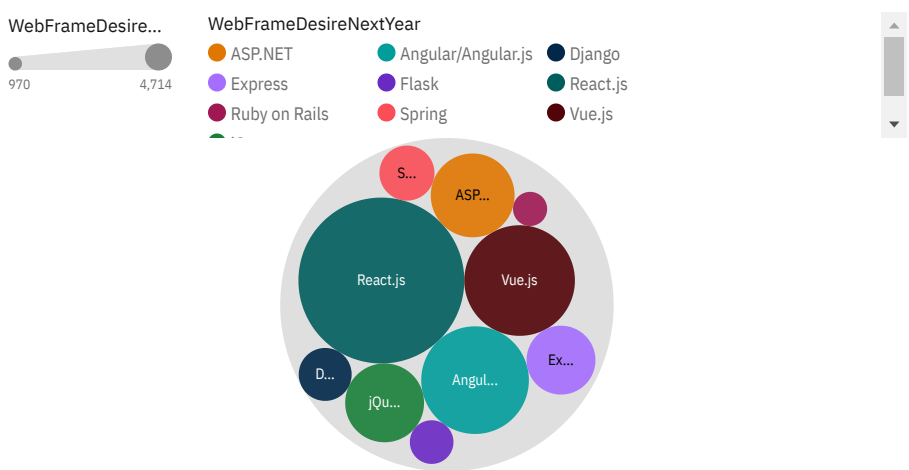 WebFrameDesire...
970 4,714
WebFrameDesireNextYear
ASP.NET Angular/Angular.js Django
Express Flask React.js
Ruby on Rails Spring Vue.js
S...
ASP...
React.js
Vue.js
Ex...
D...
Angul...
jQu...